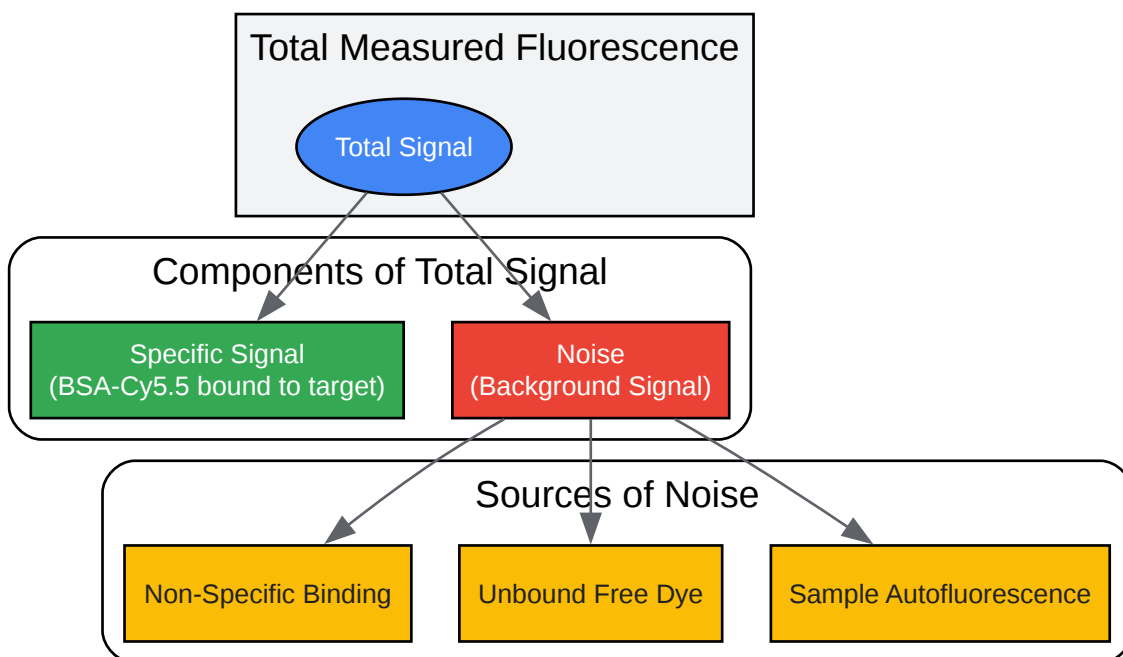 Total Measured Fluorescence
Total Signal
Components of Total Signal
Specific Signal
(BSA-Cy5.5 bound to target)
Noise
(Background Signal)
Sources of Noise
Non-Specific Binding
Unbound Free Dye
Sample Autofluorescence